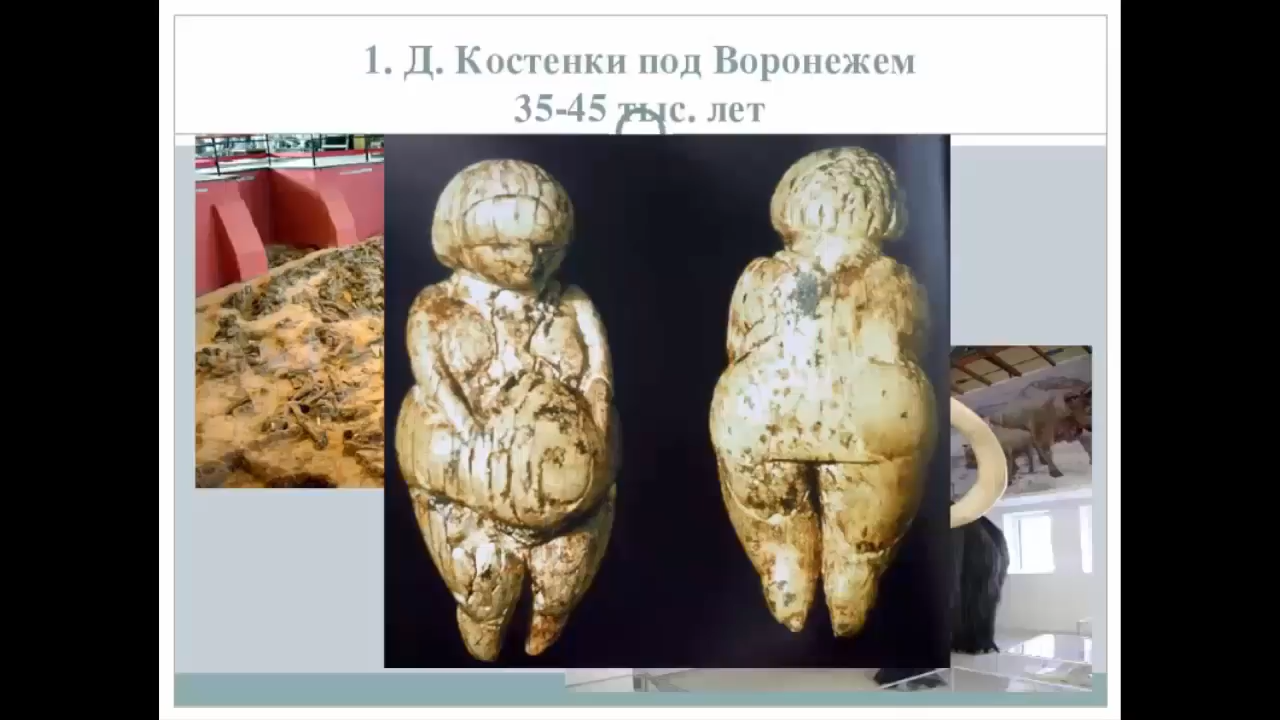 1. Д. Костенки под Воронежем
35-45 тыс. лет